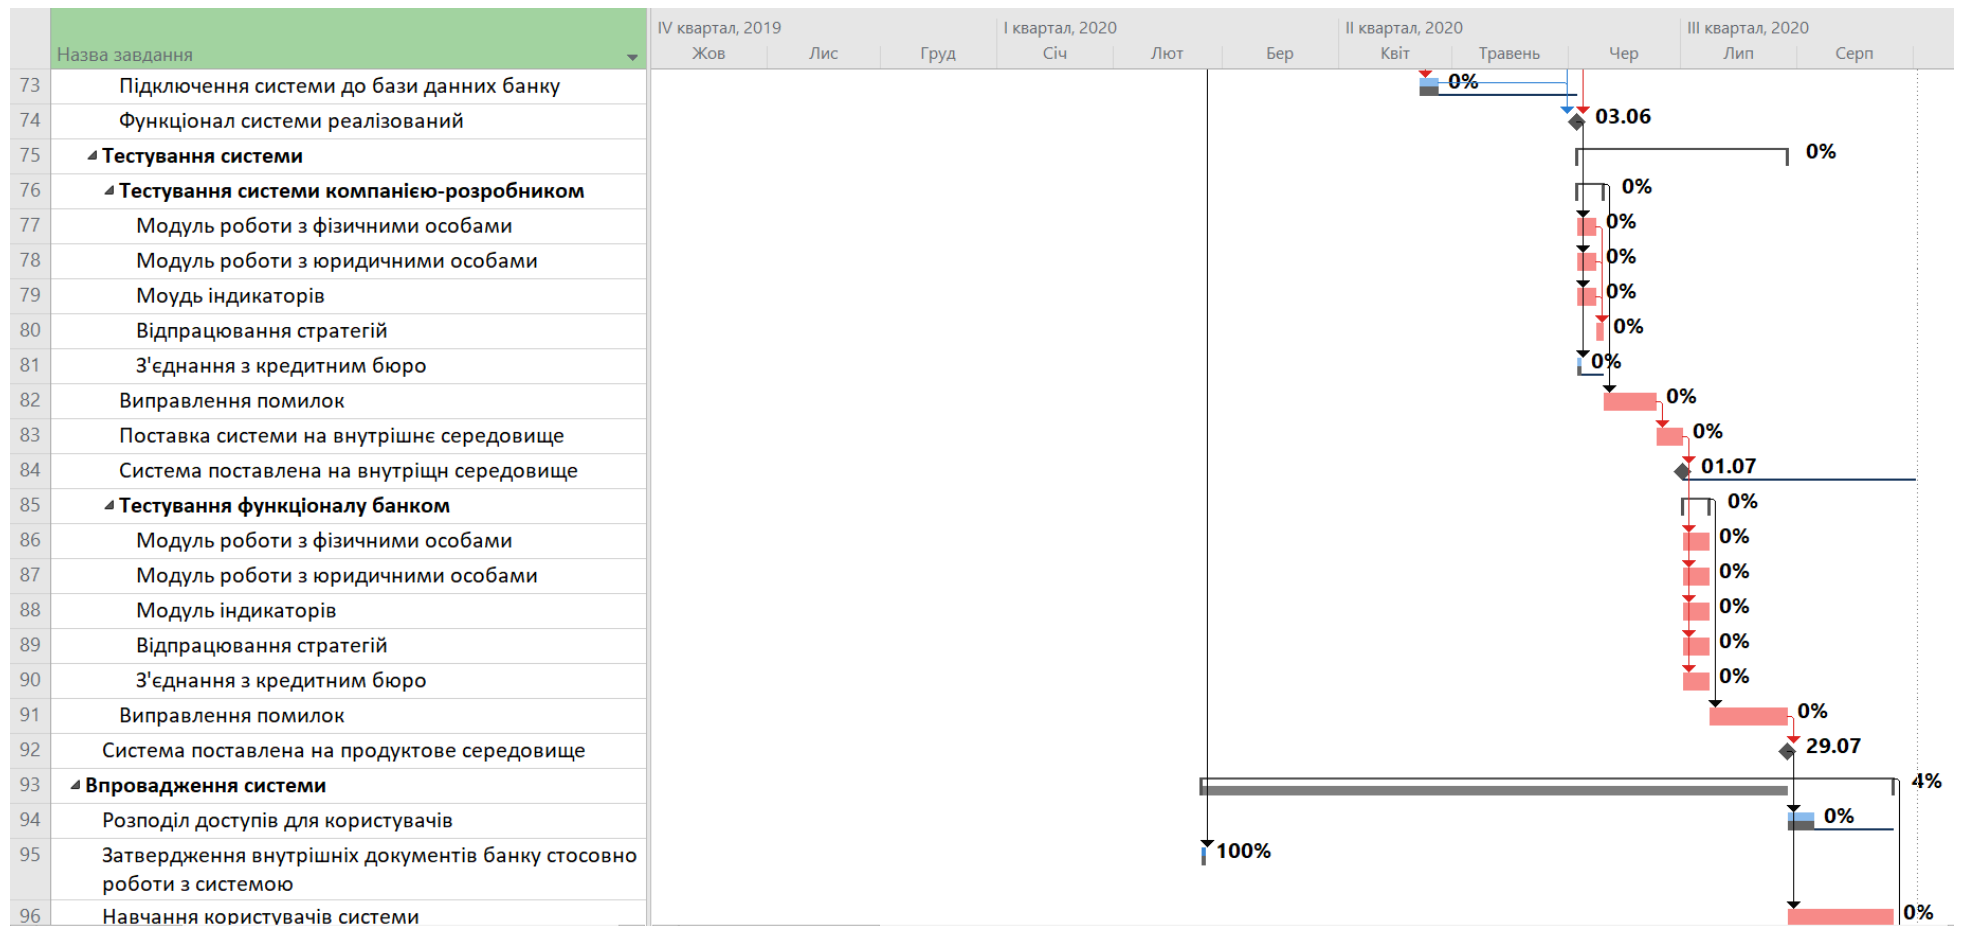 IV квартал, 2019 I квартал, 2020 II квартал, 2020 III квартал, 2020
Назва завдання Жов Лис Груд Січ Лют Бер Квіт Травень Чер Лип Серп
73 Підключення системи до бази данних банку 0%
74 Функціонал системи реалізований 03.06
75 Тестування системи 0%
76 Тестування системи компанією-розробником 0%
77 Модуль роботи з фізичними особами 0%
78 Модуль роботи з юридичними особами 0%
79 Моудь індикаторів 0%
80 Відпрацювання стратегій 0%
81 З'єднання з кредитним бюро 0%
82 Виправлення помилок 0%
83 Поставка системи на внутрішнє середовище 0%
84 Система поставлена на внутріщн середовище 01.07
85 Тестування функціоналу банком 0%
86 Модуль роботи з фізичними особами 0%
87 Модуль роботи з юридичними особами 0%
88 Модуль індикаторів 0%
89 Відпрацювання стратегій 0%
90 З'єднання з кредитним бюро 0%
91 Виправлення помилок 0%
92 Система поставлена на продуктове середовище 29.07
93 Впровадження системи 4%
94 Розподіл доступів для користувачів 0%
95 Затвердження внутрішніх документів банку стосовно 100%
роботи з системою
96 Навчання користувачів системи 0%